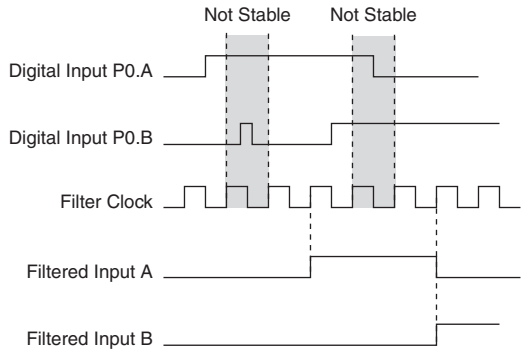 Not Stable Not Stable
Digital Input P0.A
Digital Input P0.B
Filter Clock
Filtered Input A
Filtered Input B